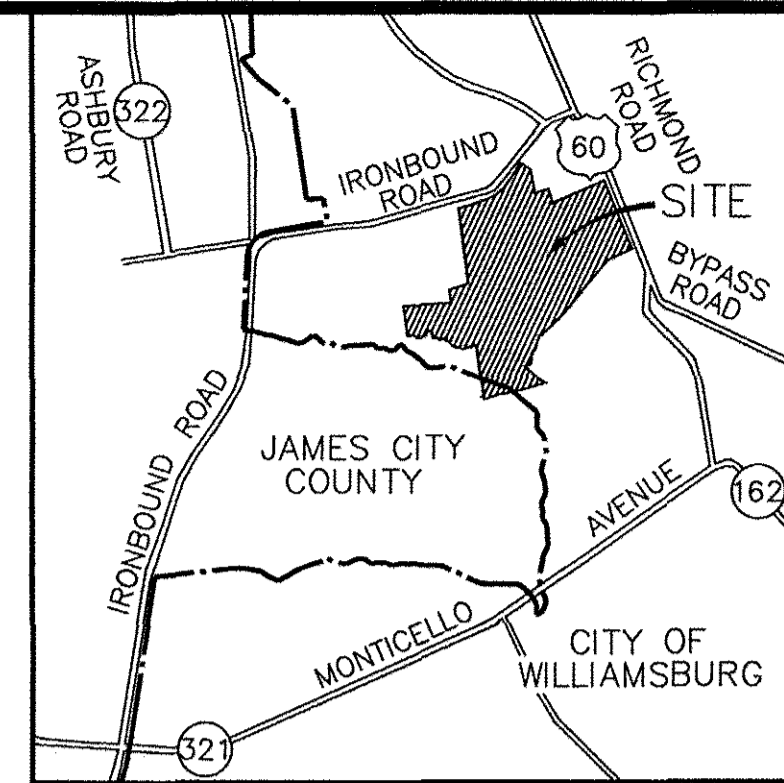 ASHBURY
ROAD
322
IRONBOUND
ROAD
RICHMOND
ROAD
60
SITE
BYPASS
ROAD
JAMES CITY
COUNTY
IRONBOUND ROAD
AVENUE
162
MONTICELLO
CITY OF
WILLIAMSBURG
321